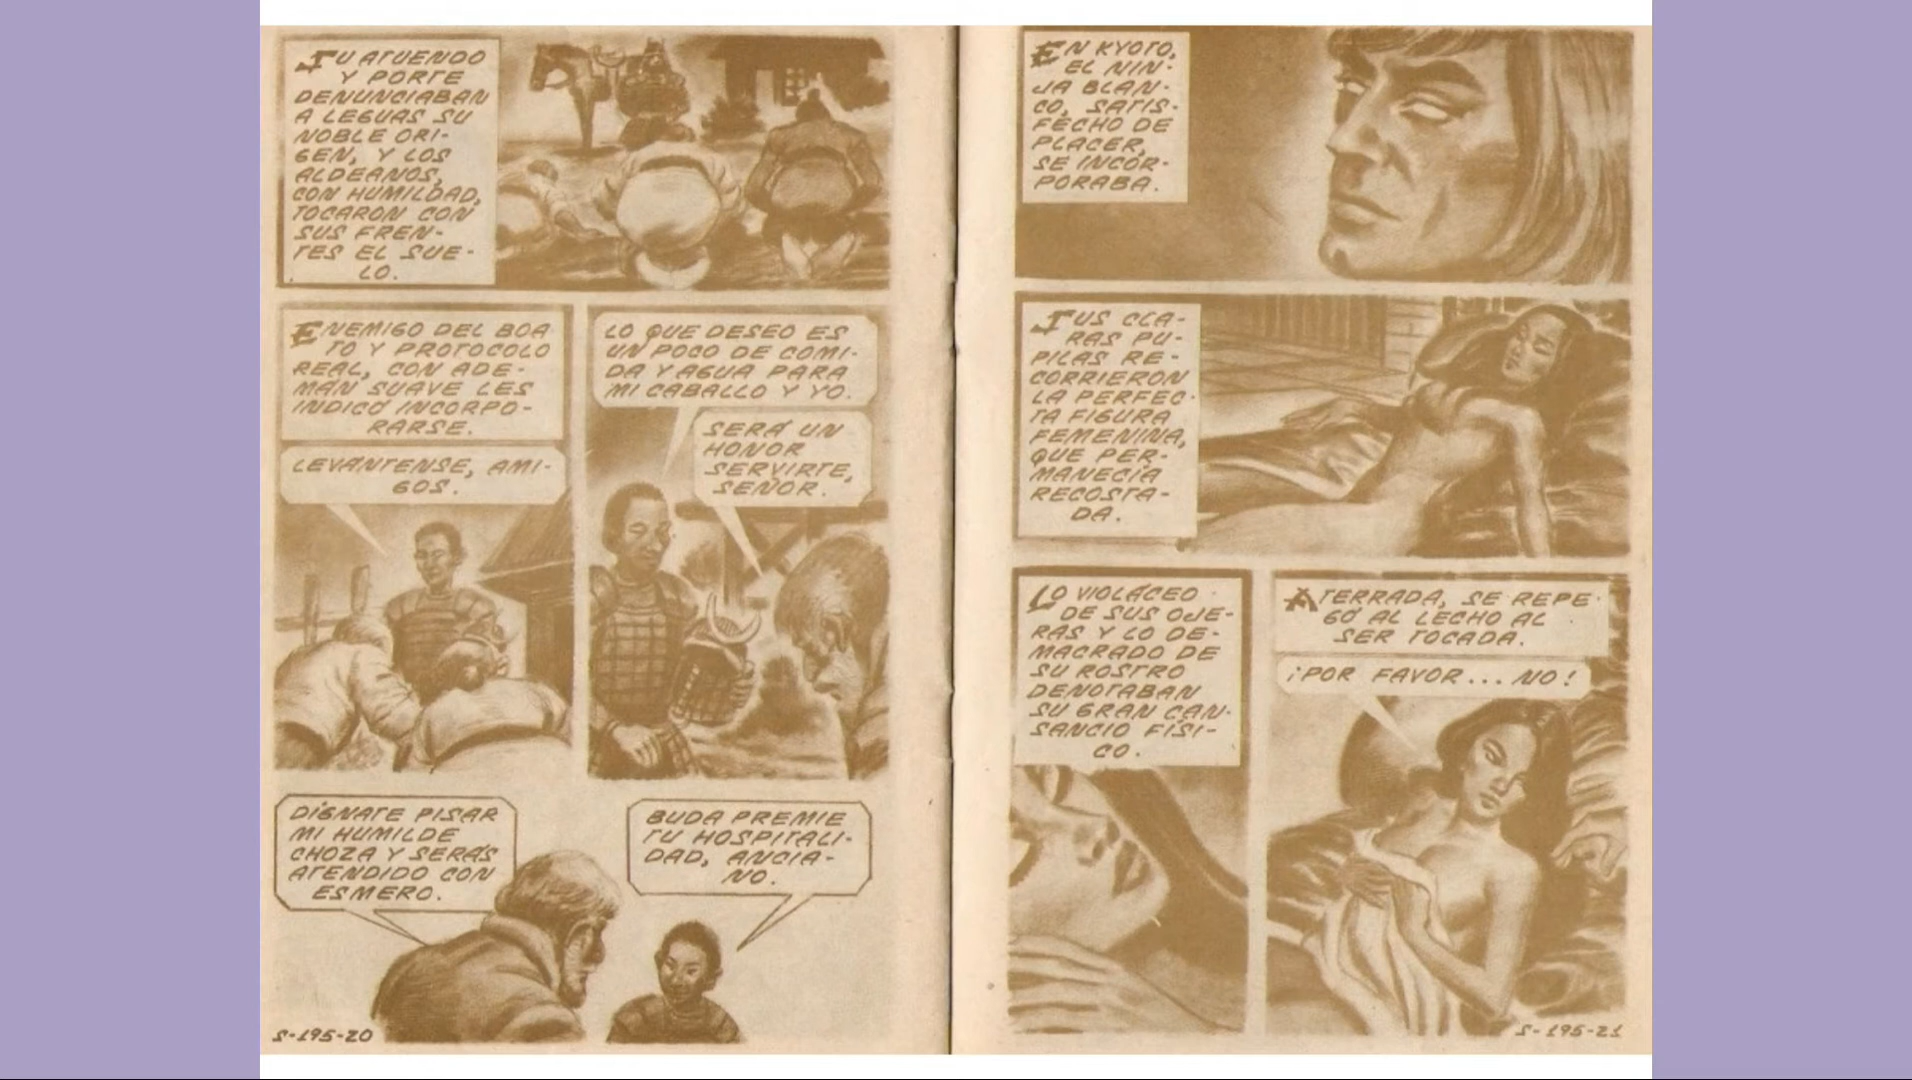 SU ATUENDO
Y PORTE
DENUNCIABAN
A LEGUAS SU
NOBLE ORI-
GEN, Y LOS
ALDEANOS,
CON HUMILDAD,
TOCARON CON
SUS FREN-
TES EL SUE-
LO.
ENEMIGO DEL BOA
TO Y PROTOCOLO
REAL, CON ADE-
MÁN SUAVE LES
INDICÓ INCORPO-
RARSE.
LEVÁNTENSE, AMI-
GOS.
LO QUE DESEO ES
UN POCO DE COMI-
DA Y AGUA PARA
MI CABALLO Y YO.
SERÁ UN
HONOR
SERVIRTE,
SEÑOR.
DÍGNATE PISAR
MI HUMILDE
CHOZA Y SERÁS
ATENDIDO CON
ESMERO.
BUDA PREMIE
TU HOSPITALI-
DAD, ANCIA-
NO.
S-195-20
EN KYOTO,
EL NIN-
JA BLAN-
CO, SATIS-
FECHO DE
PLACER,
SE INCOR-
PORABA.
SUS CLA-
RAS PU-
PILAS RE-
CORRIERON
LA PERFEC-
TA FIGURA
FEMENINA,
QUE PER-
MANECÍA
RECOSTA-
DA.
LO VIOLÁCEO
DE SUS OJE-
RAS Y LO DE-
MACRADO DE
SU ROSTRO
DENOTABAN
SU GRAN CAN-
SANCIO FÍSI-
CO.
ATERRADA, SE REPE-
GÓ AL LECHO AL
SER TOCADA.
¡POR FAVOR... NO!
S-195-21